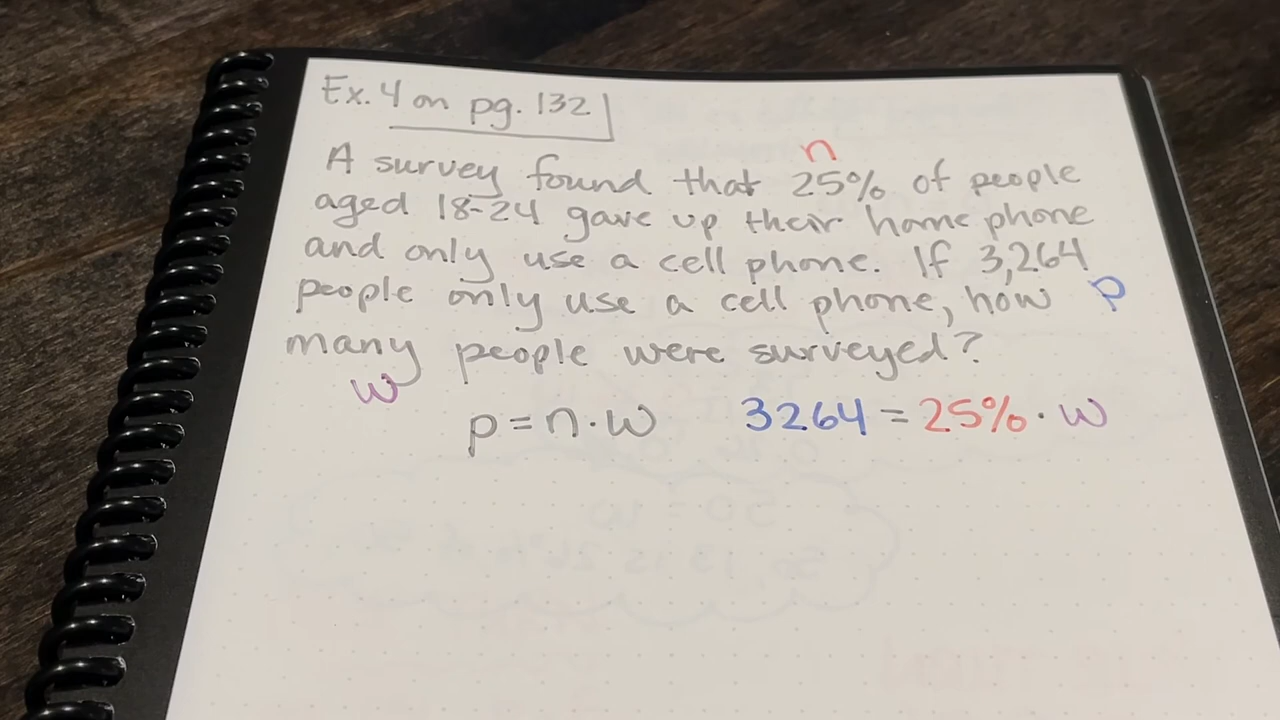 Ex. 4 on pg. 132
n
A survey found that 25% of people
aged 18-24 gave up their home phone
and only use a cell phone. If 3,264
people only use a cell phone, how p
many people were surveyed?
w
p = n · w 3264 = 25% · w